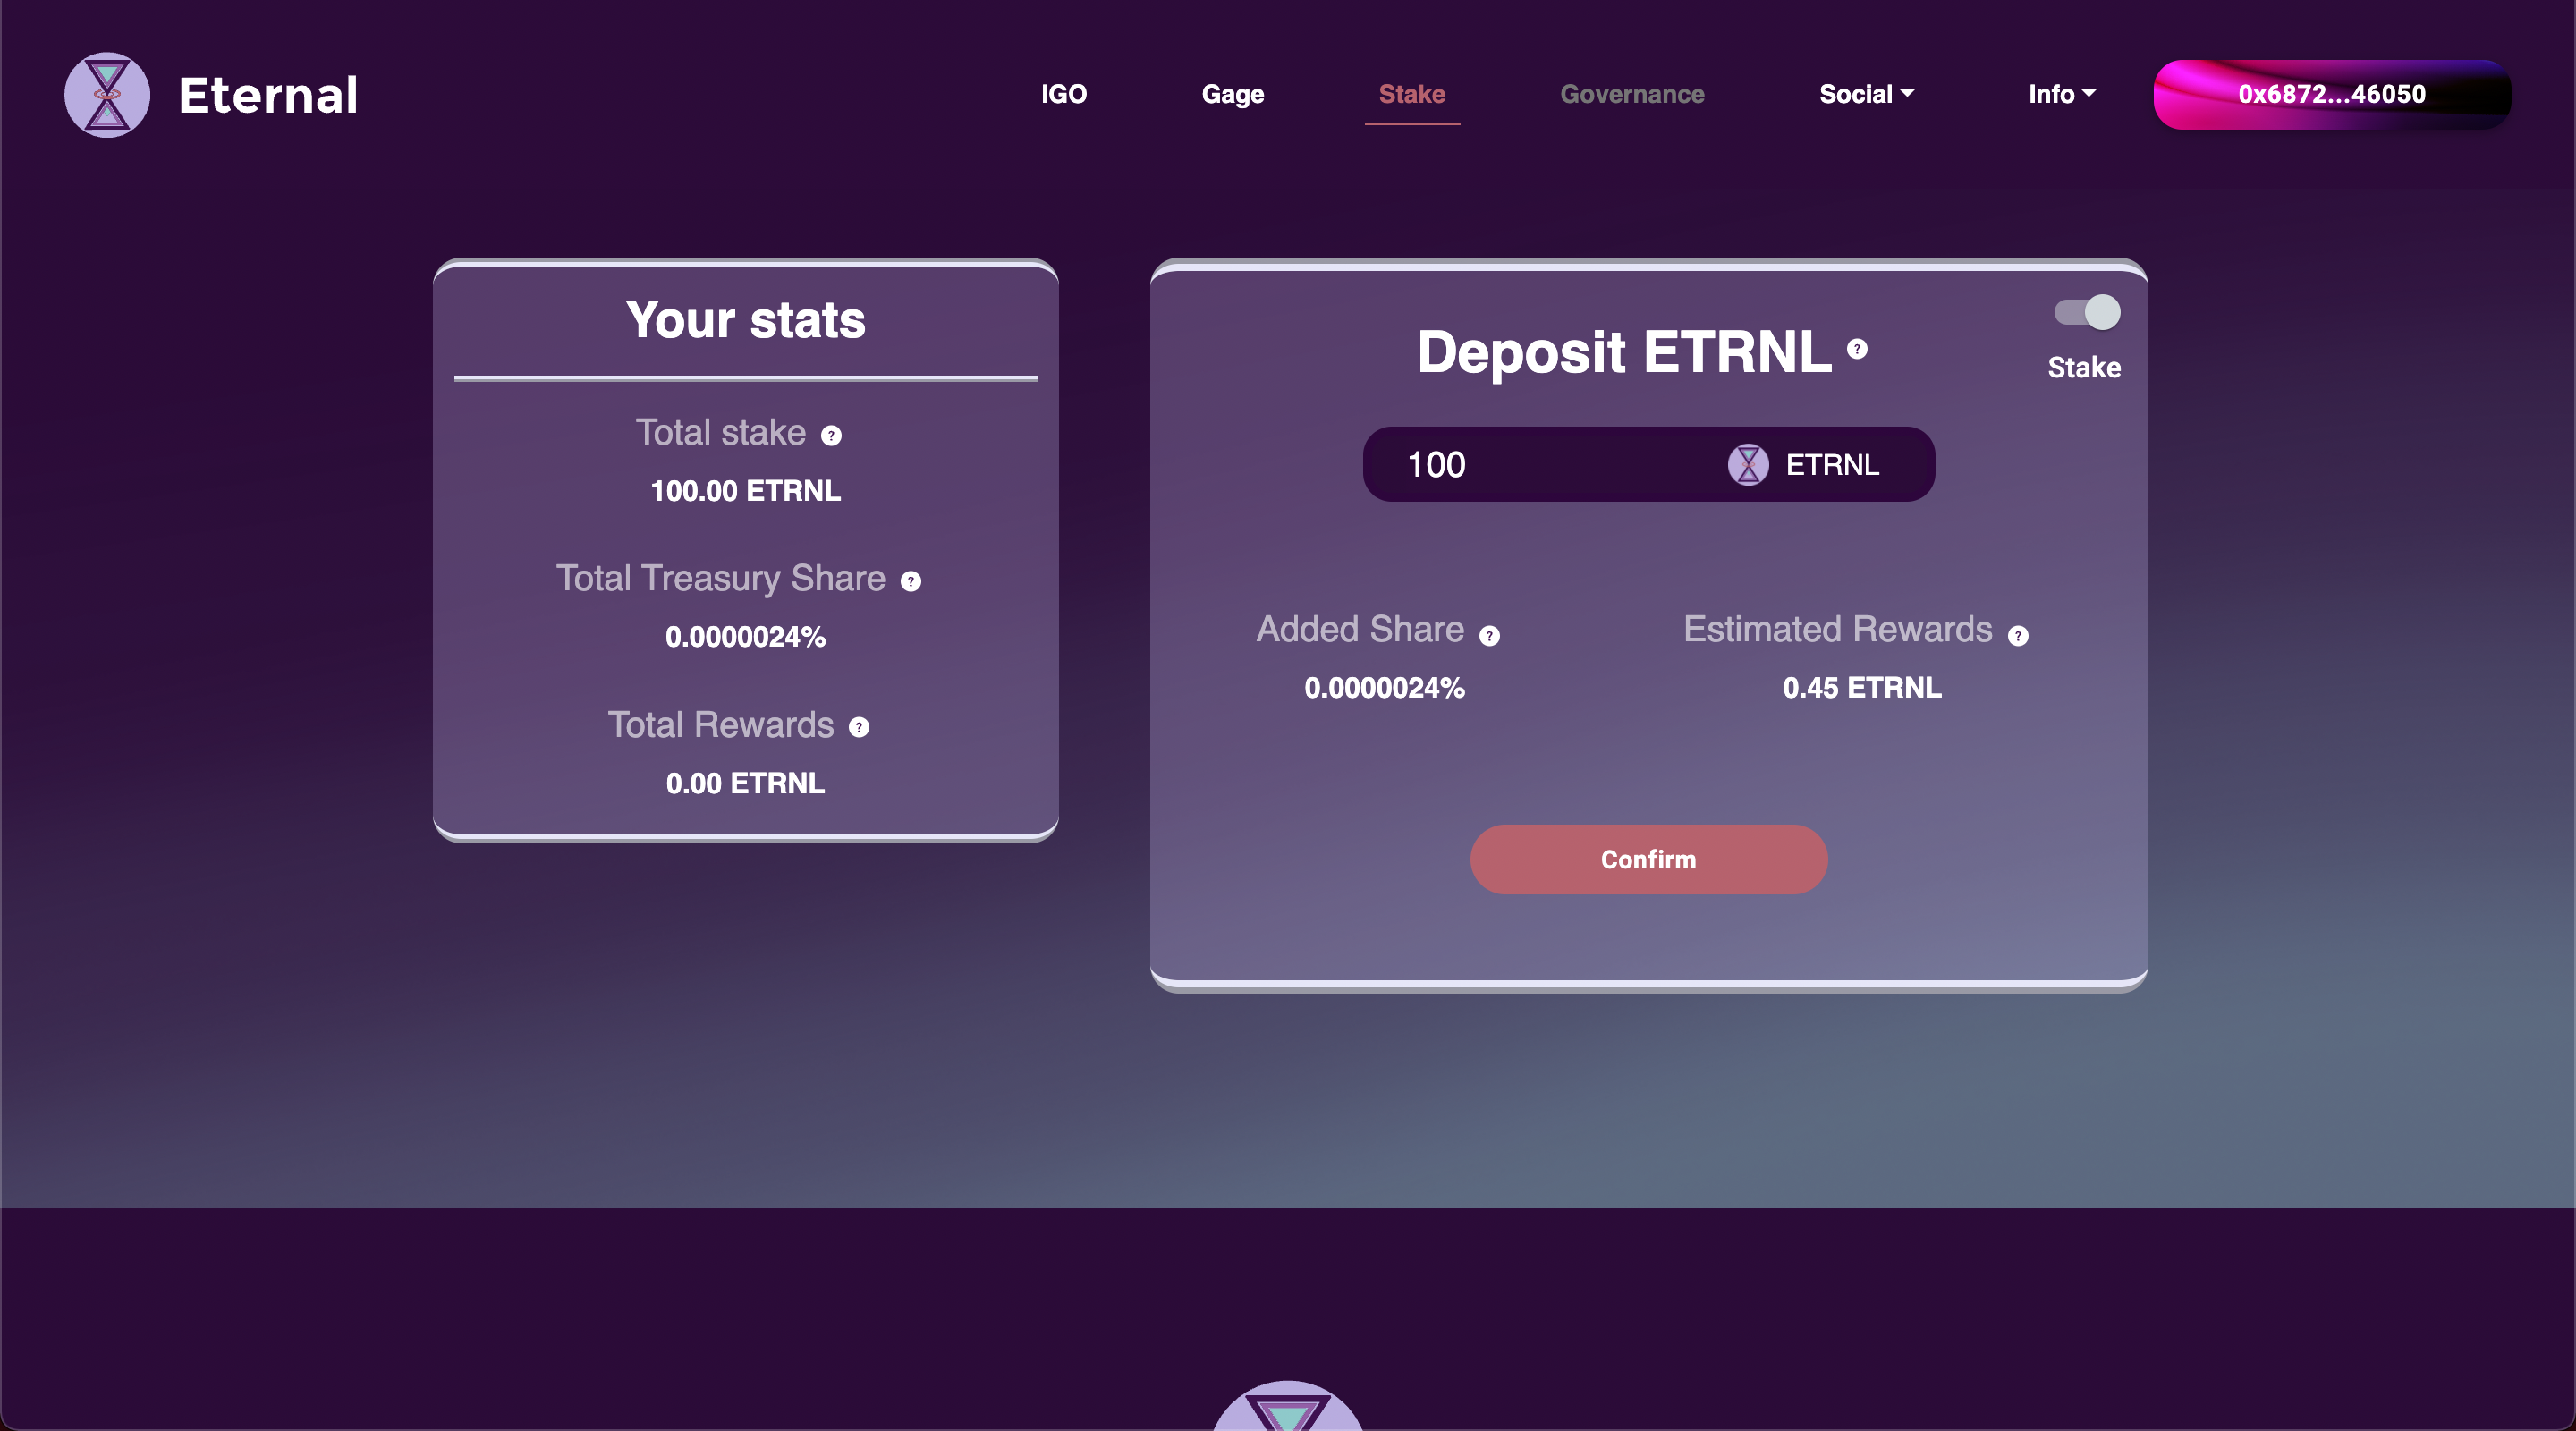 Eternal
IGO
Gage
Stake
Governance
Social
Info
0x6872...46050
Your stats
Total stake ?
100.00 ETRNL
Total Treasury Share ?
0.0000024%
Total Rewards ?
0.00 ETRNL
Stake
Deposit ETRNL ?
100
ETRNL
Added Share ?
0.0000024%
Estimated Rewards ?
0.45 ETRNL
Confirm